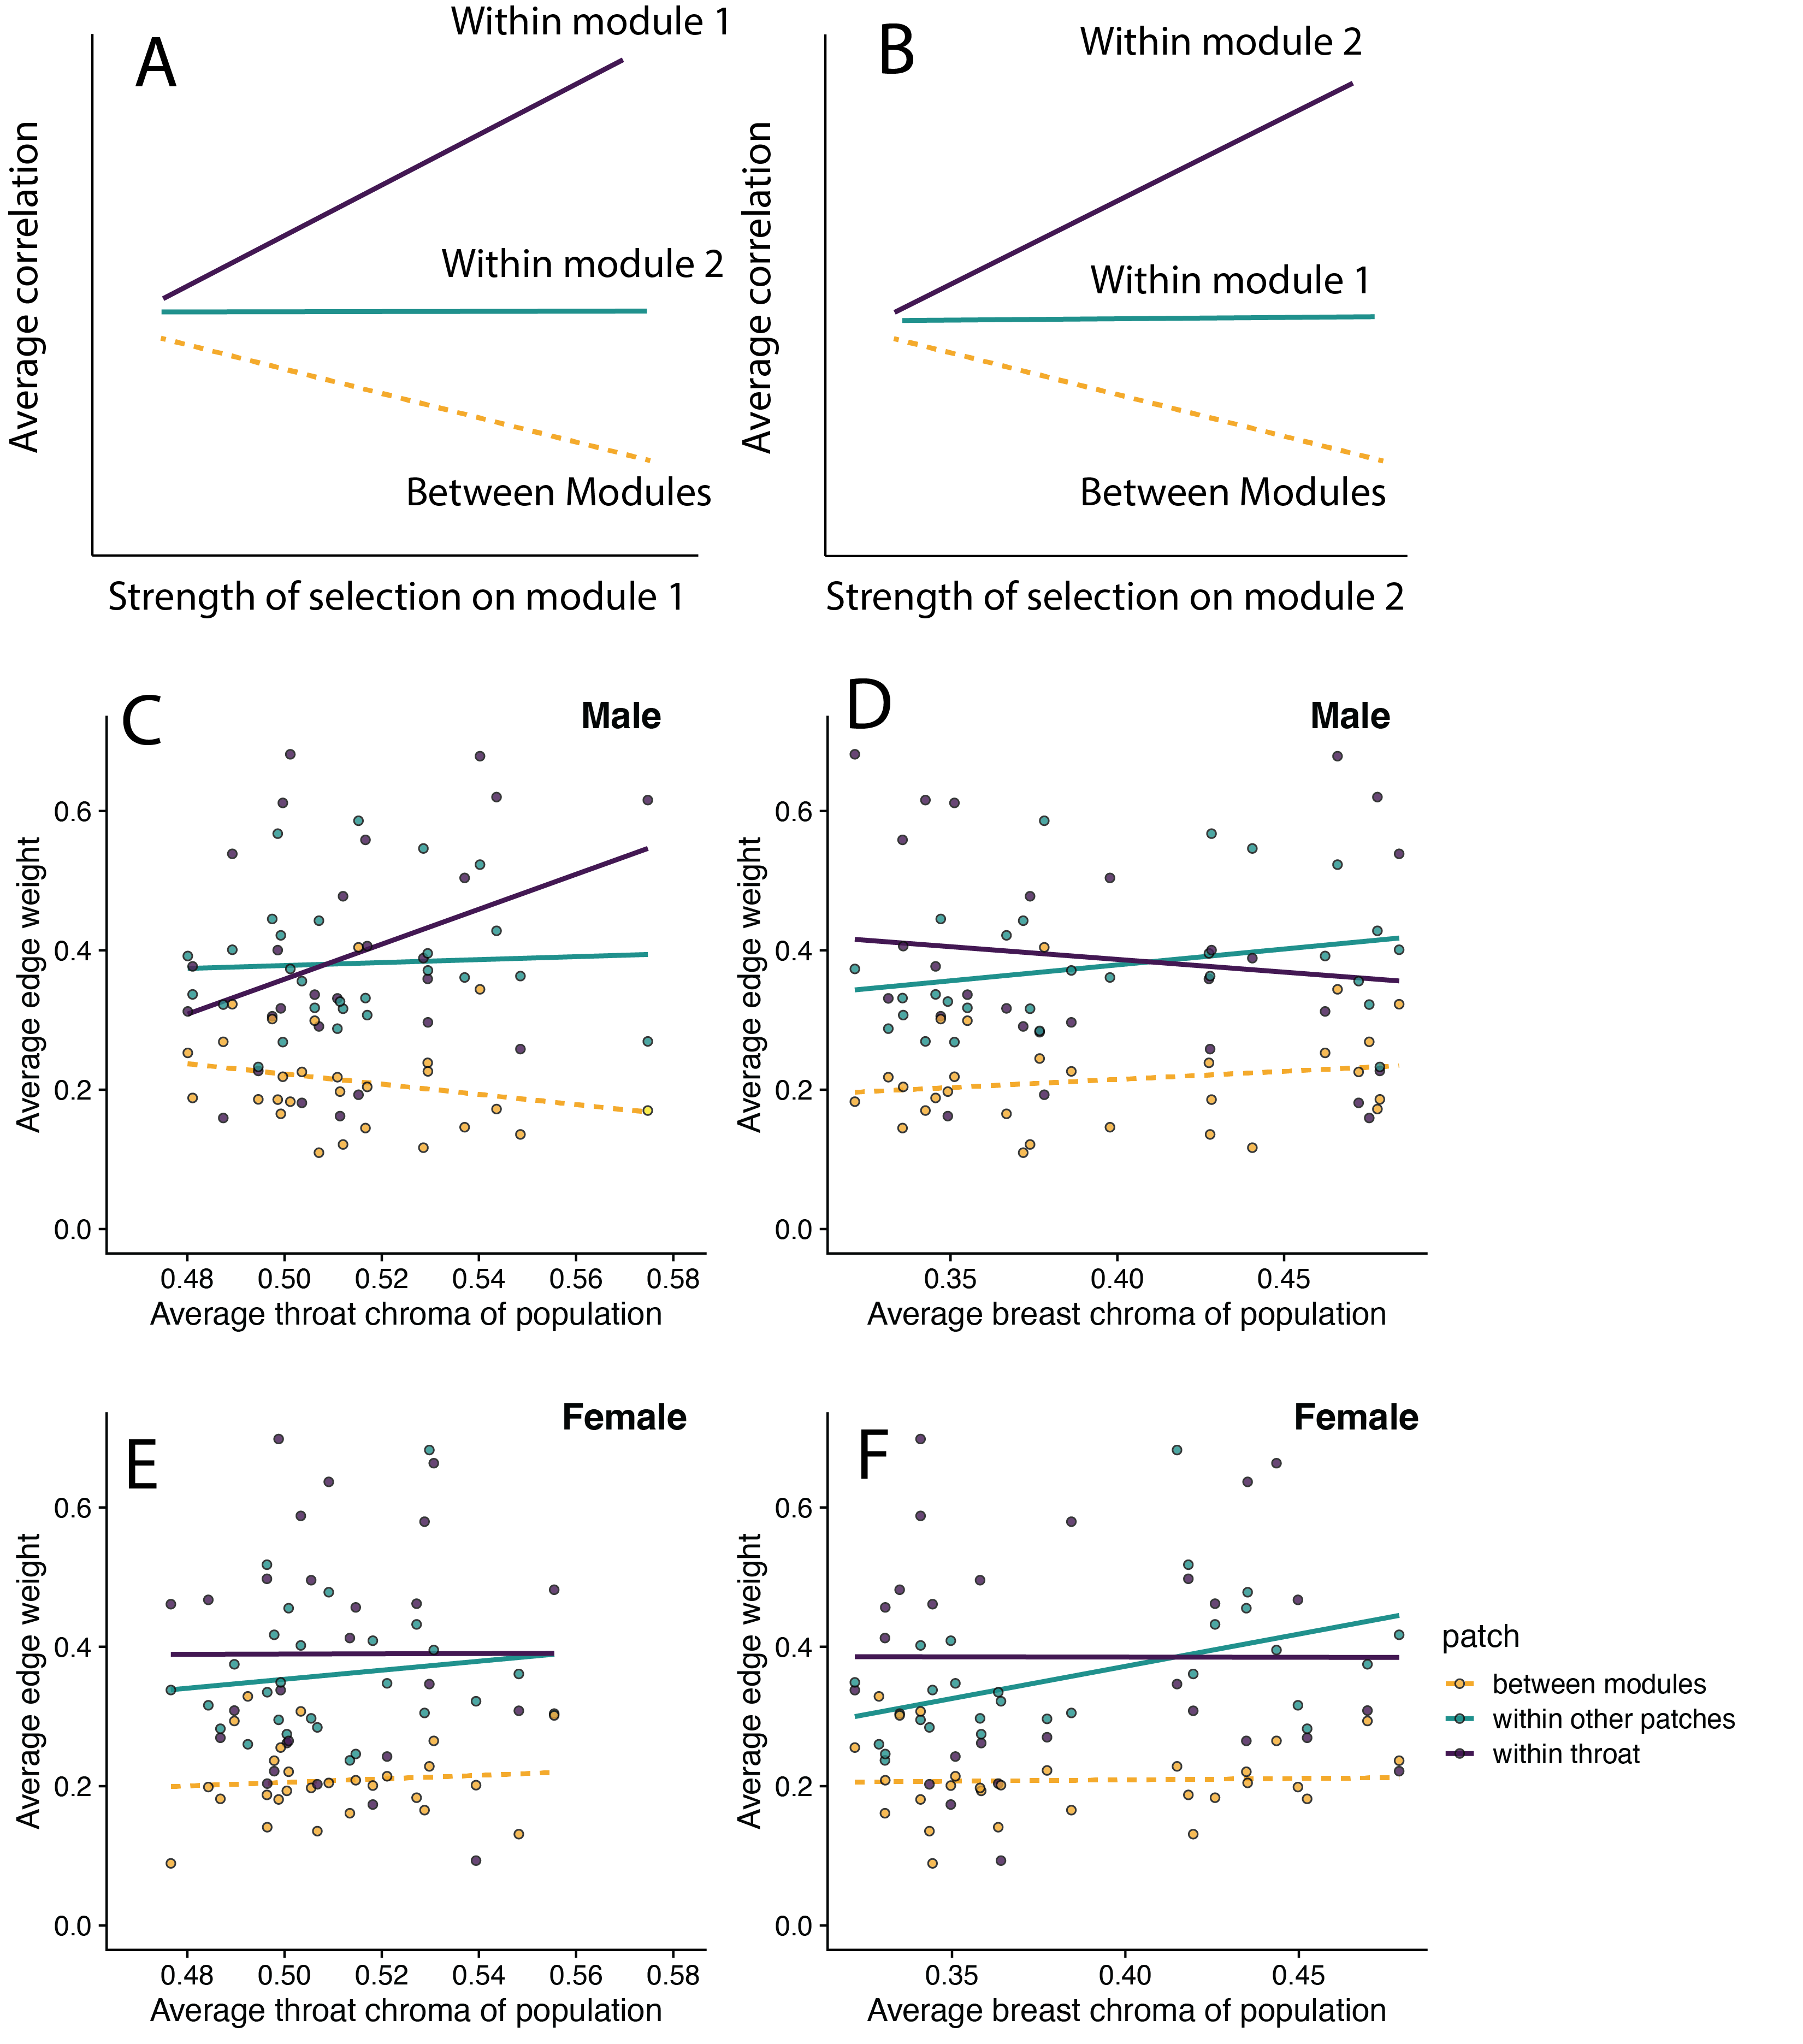 A
Within module 1
Within module 2
Between Modules
Average correlation
Strength of selection on module 1
B
Within module 2
Within module 1
Between Modules
Average correlation
Strength of selection on module 2
C
Male
0.6
0.4
0.2
0.0
Average edge weight
0.48 0.50 0.52 0.54 0.56 0.58
Average throat chroma of population
D
Male
0.6
0.4
0.2
0.0
Average edge weight
0.35 0.40 0.45
Average breast chroma of population
E
Female
0.6
0.4
0.2
0.0
Average edge weight
0.48 0.50 0.52 0.54 0.56 0.58
Average throat chroma of population
F
Female
0.6
0.4
0.2
0.0
Average edge weight
0.35 0.40 0.45
Average breast chroma of population
patch
between modules
within other patches
within throat